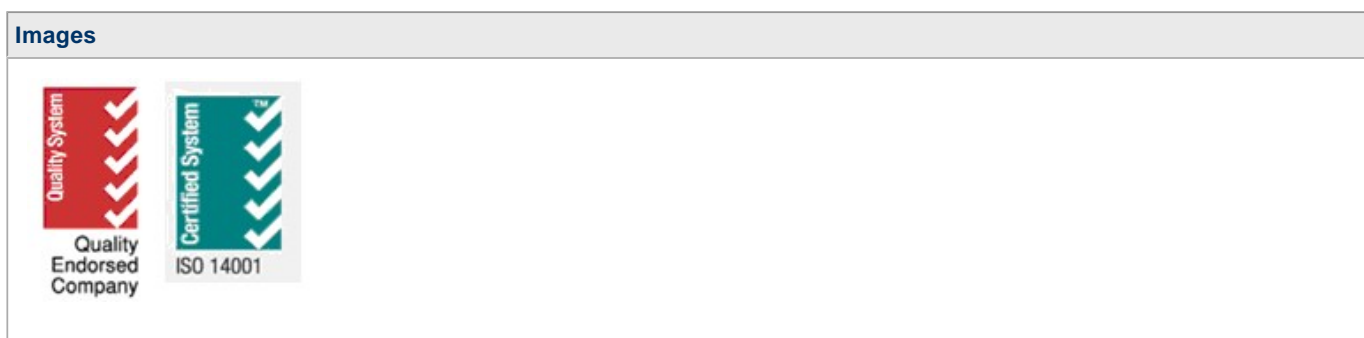 Images
Quality System
Quality
Endorsed
Company
Certified System
TM
ISO 14001